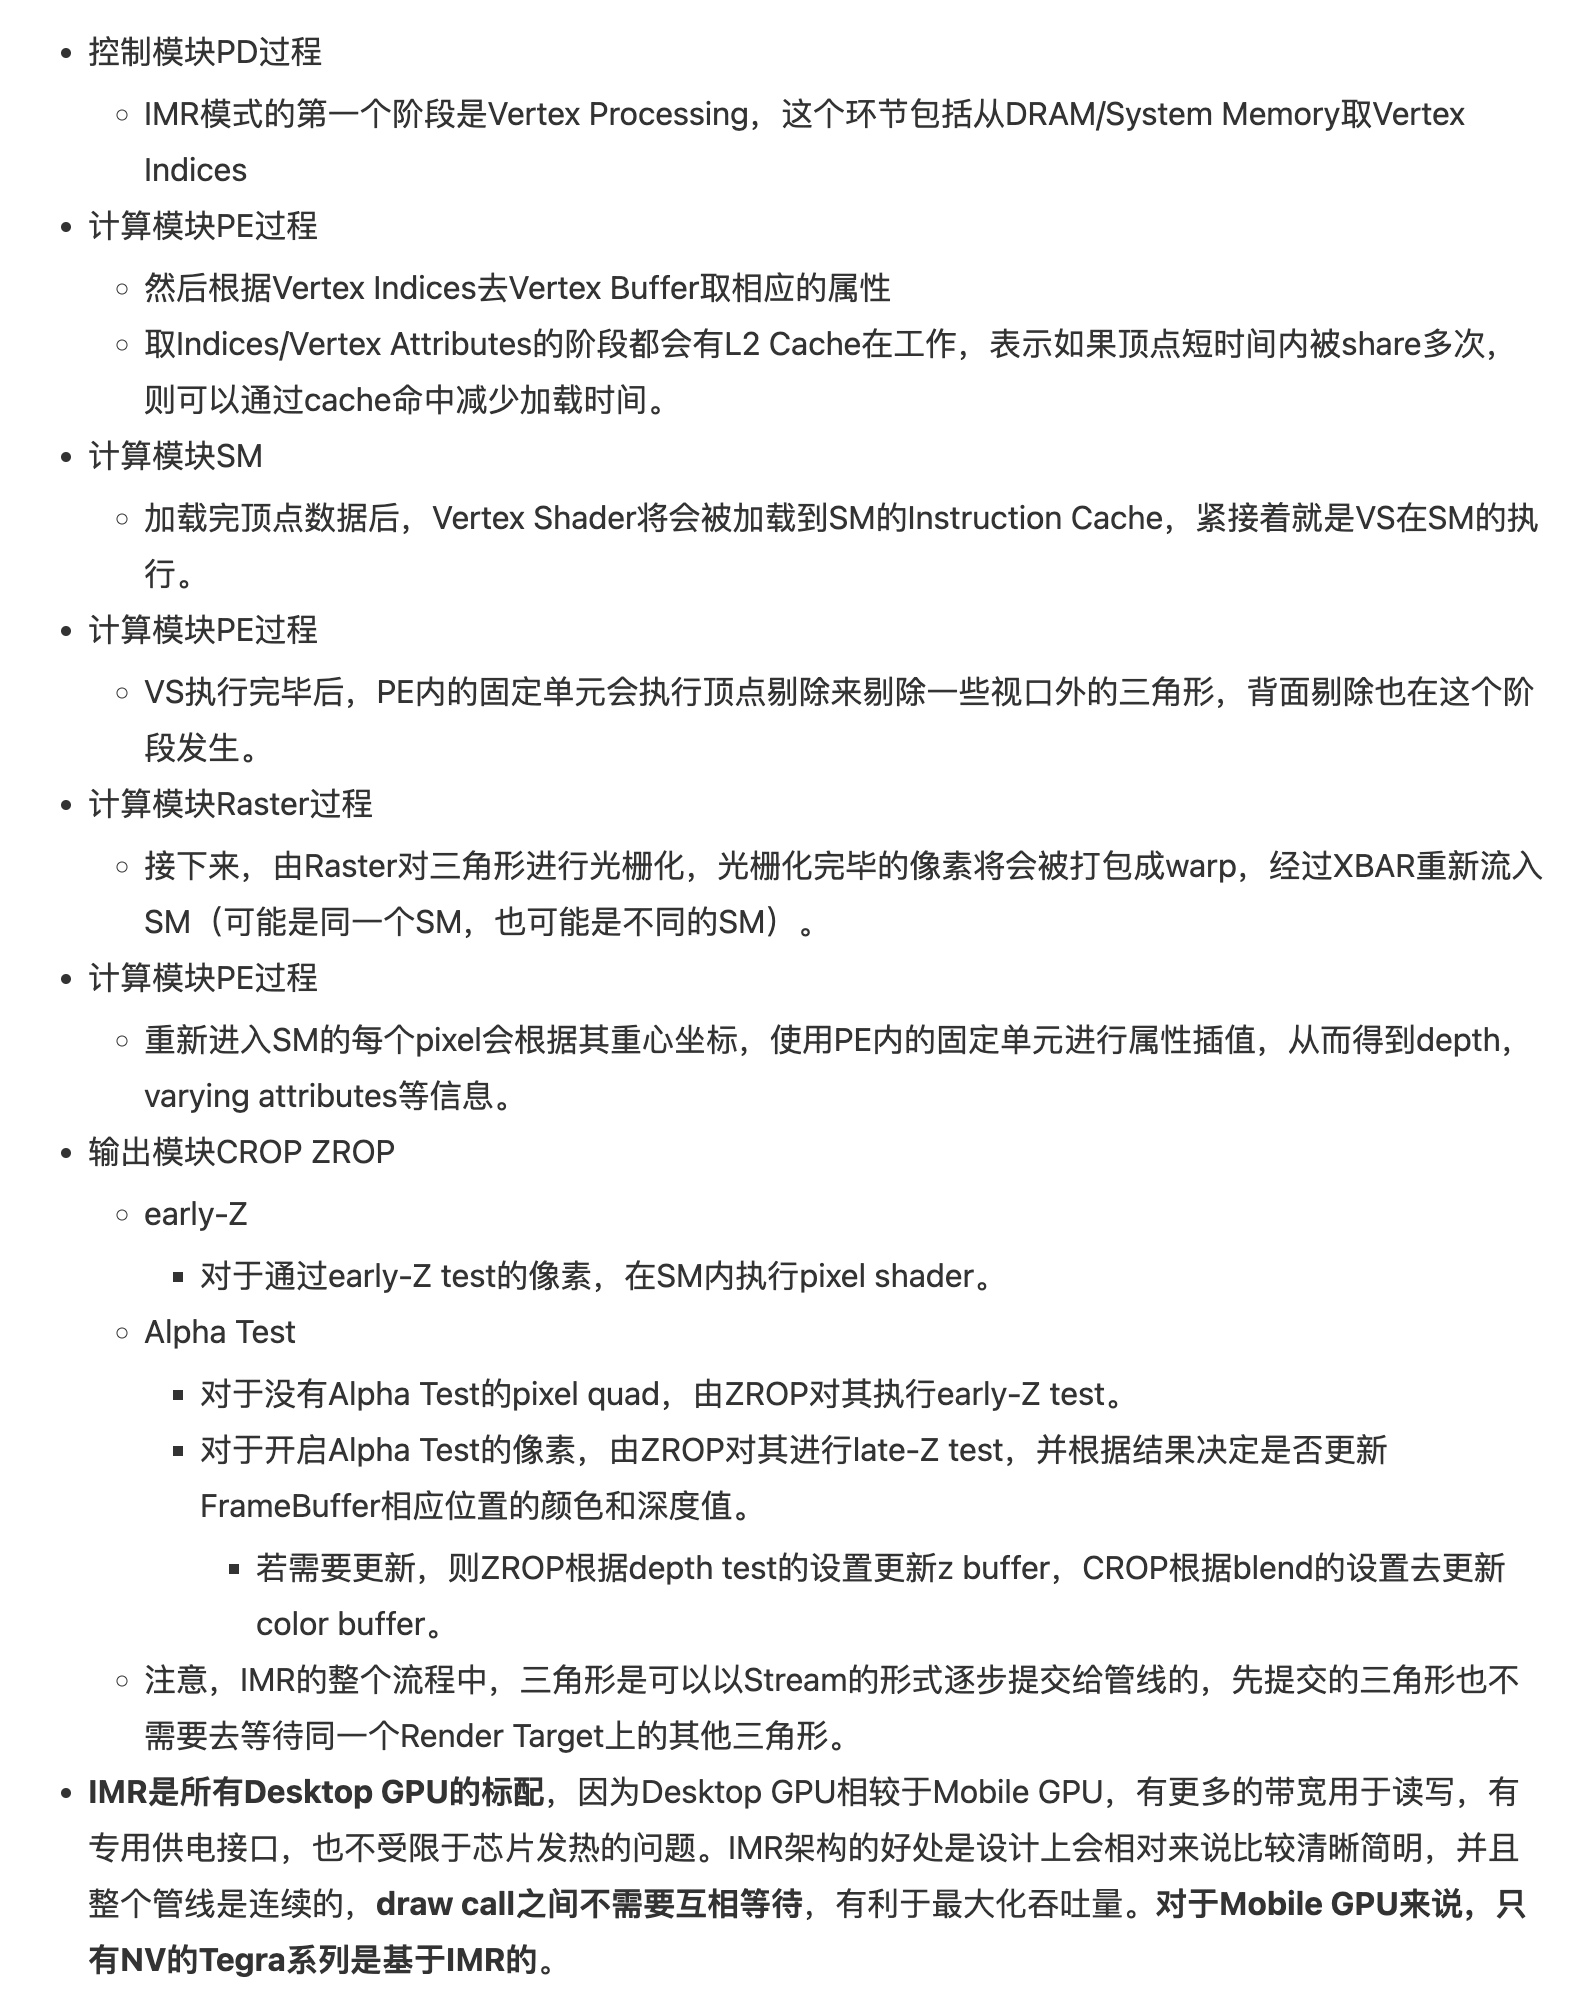 控制模块PD过程
IMR模式的第一个阶段是Vertex Processing，这个环节包括从DRAM/System Memory取Vertex
Indices
计算模块PE过程
然后根据Vertex Indices去Vertex Buffer取相应的属性
取Indices/Vertex Attributes的阶段都会有L2 Cache在工作，表示如果顶点短时间内被share多次，
则可以通过cache命中减少加载时间。
计算模块SM
加载完顶点数据后，Vertex Shader将会被加载到SM的Instruction Cache，紧接着就是VS在SM的执
行。
计算模块PE过程
VS执行完毕后，PE内的固定单元会执行顶点剔除来剔除一些视口外的三角形，背面剔除也在这个阶
段发生。
计算模块Raster过程
接下来，由Raster对三角形进行光栅化，光栅化完毕的像素将会被打包成warp，经过XBAR重新流入
SM（可能是同一个SM，也可能是不同的SM）。
计算模块PE过程
重新进入SM的每个pixel会根据其重心坐标，使用PE内的固定单元进行属性插值，从而得到depth，
varying attributes等信息。
输出模块CROP ZROP
early-Z
对于通过early-Z test的像素，在SM内执行pixel shader。
Alpha Test
对于没有Alpha Test的pixel quad，由ZROP对其执行early-Z test。
对于开启Alpha Test的像素，由ZROP对其进行late-Z test，并根据结果决定是否更新
FrameBuffer相应位置的颜色和深度值。
若需要更新，则ZROP根据depth test的设置更新z buffer，CROP根据blend的设置去更新
color buffer。
注意，IMR的整个流程中，三角形是可以以Stream的形式逐步提交给管线的，先提交的三角形也不
需要去等待同一个Render Target上的其他三角形。
IMR是所有Desktop GPU的标配，因为Desktop GPU相较于Mobile GPU，有更多的带宽用于读写，有
专用供电接口，也不受限于芯片发热的问题。IMR架构的好处是设计上会相对来说比较清晰简明，并且
整个管线是连续的，draw call之间不需要互相等待，有利于最大化吞吐量。对于Mobile GPU来说，只
有NV的Tegra系列是基于IMR的。